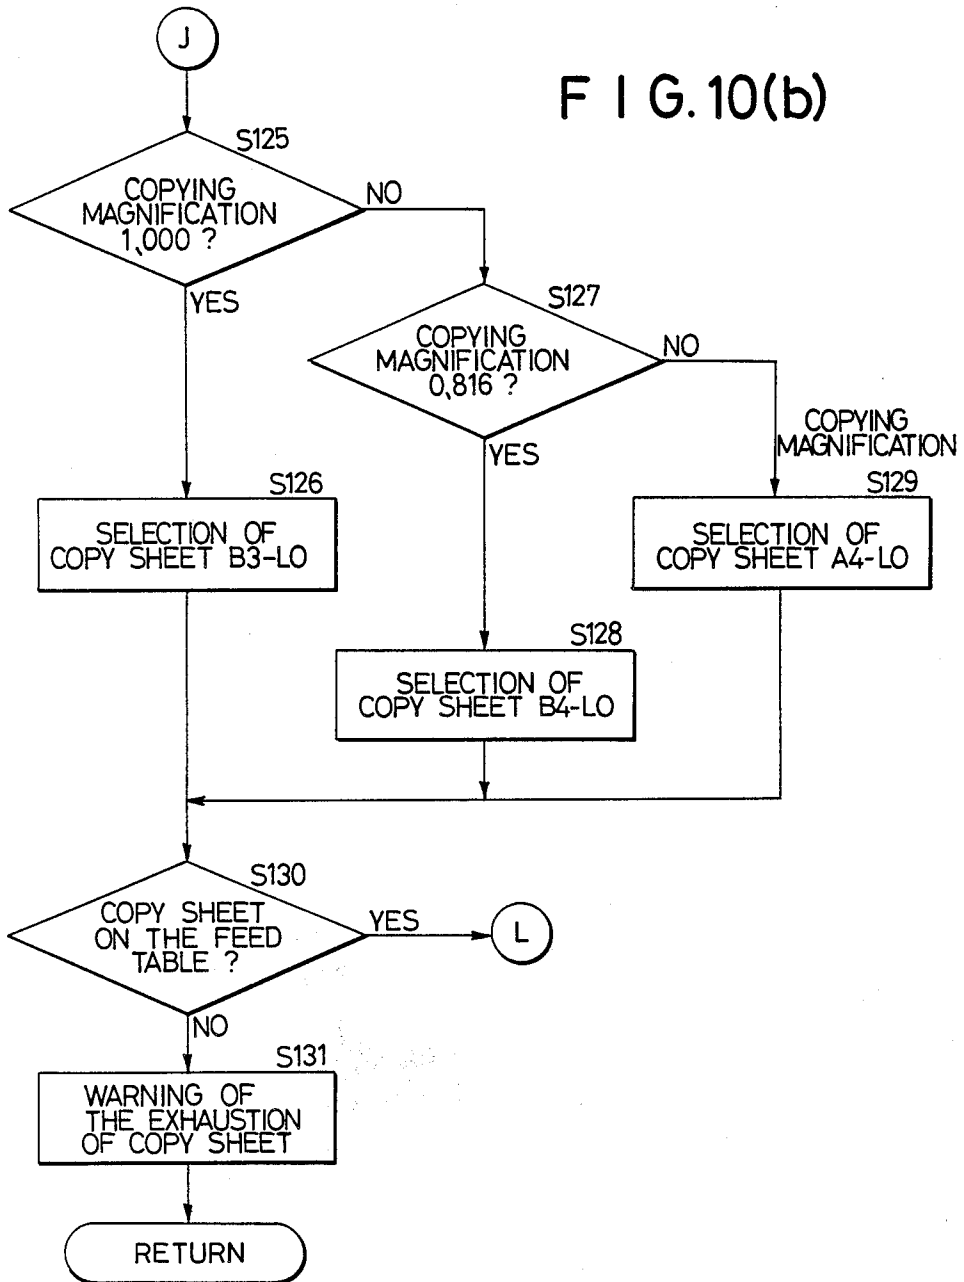 J
F I G. 10(b)
S125
COPYING
MAGNIFICATION
1,000 ?
NO
YES
S127
COPYING
MAGNIFICATION
0,816 ?
NO
YES
COPYING
MAGNIFICATION
S126
SELECTION OF
COPY SHEET B3-LO
S129
SELECTION OF
COPY SHEET A4-LO
S128
SELECTION OF
COPY SHEET B4-LO
S130
COPY SHEET
ON THE FEED
TABLE ?
YES
L
NO
S131
WARNING OF
THE EXHAUSTION
OF COPY SHEET
RETURN